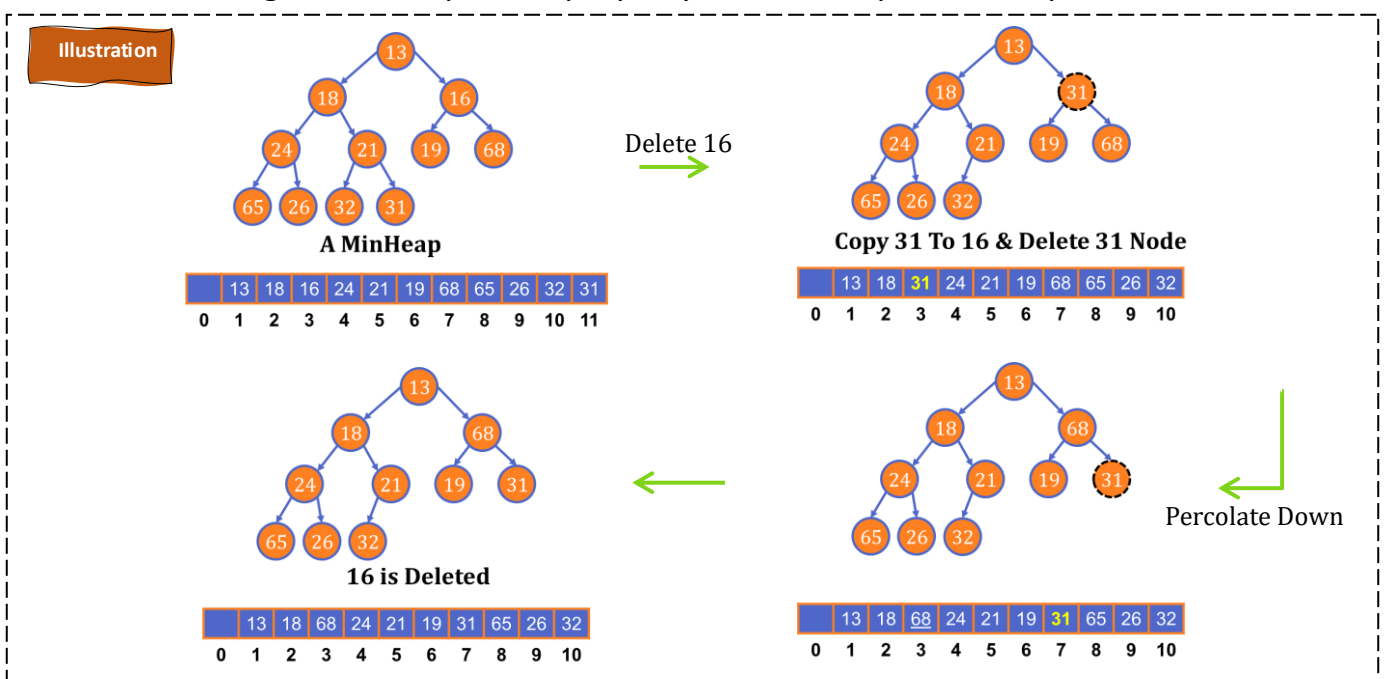 Illustration
13
18 16
24 21 19 68
65 26 32 31
A MinHeap
13 18 16 24 21 19 68 65 26 32 31
0 1 2 3 4 5 6 7 8 9 10 11
Delete 16
13
18 31
24 21 19 68
65 26 32
Copy 31 To 16 & Delete 31 Node
13 18 31 24 21 19 68 65 26 32
0 1 2 3 4 5 6 7 8 9 10
Percolate Down
13
18 68
24 21 19 31
65 26 32
13 18 68 24 21 19 31 65 26 32
0 1 2 3 4 5 6 7 8 9 10
13
18 68
24 21 19 31
65 26 32
16 is Deleted
13 18 68 24 21 19 31 65 26 32
0 1 2 3 4 5 6 7 8 9 10